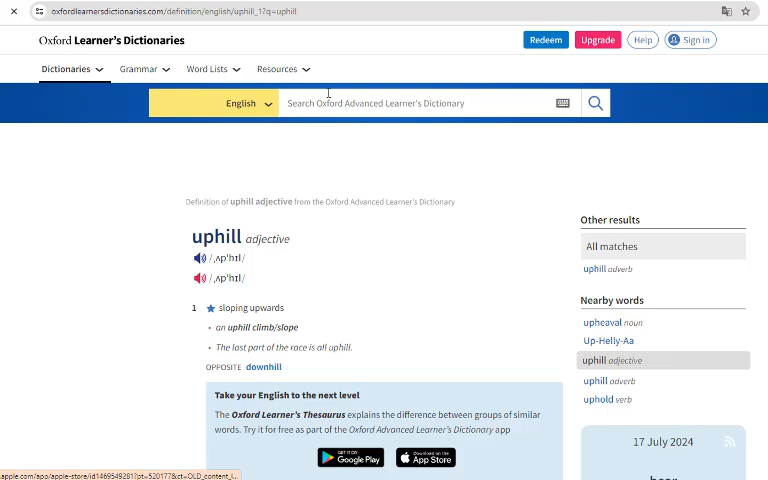 oxfordlearnersdictionaries.com/definition/english/uphill_1?q=uphill
Oxford Learner's Dictionaries
Redeem
Upgrade
Help
Sign in
Dictionaries
Grammar
Word Lists
Resources
English
Search Oxford Advanced Learner's Dictionary
Definition of uphill adjective from the Oxford Advanced Learner's Dictionary
uphill adjective
/ˌʌpˈhɪl/
/ˌʌpˈhɪl/
1 sloping upwards
• an uphill climb/slope
• The last part of the race is all uphill.
OPPOSITE downhill
Take your English to the next level
The Oxford Learner's Thesaurus explains the difference between groups of similar
words. Try it for free as part of the Oxford Advanced Learner's Dictionary app
GET IT ON
Google Play
Download on the
App Store
Other results
All matches
uphill adverb
Nearby words
upheaval noun
Up-Helly-Aa
uphill adjective
uphill adverb
uphold verb
17 July 2024